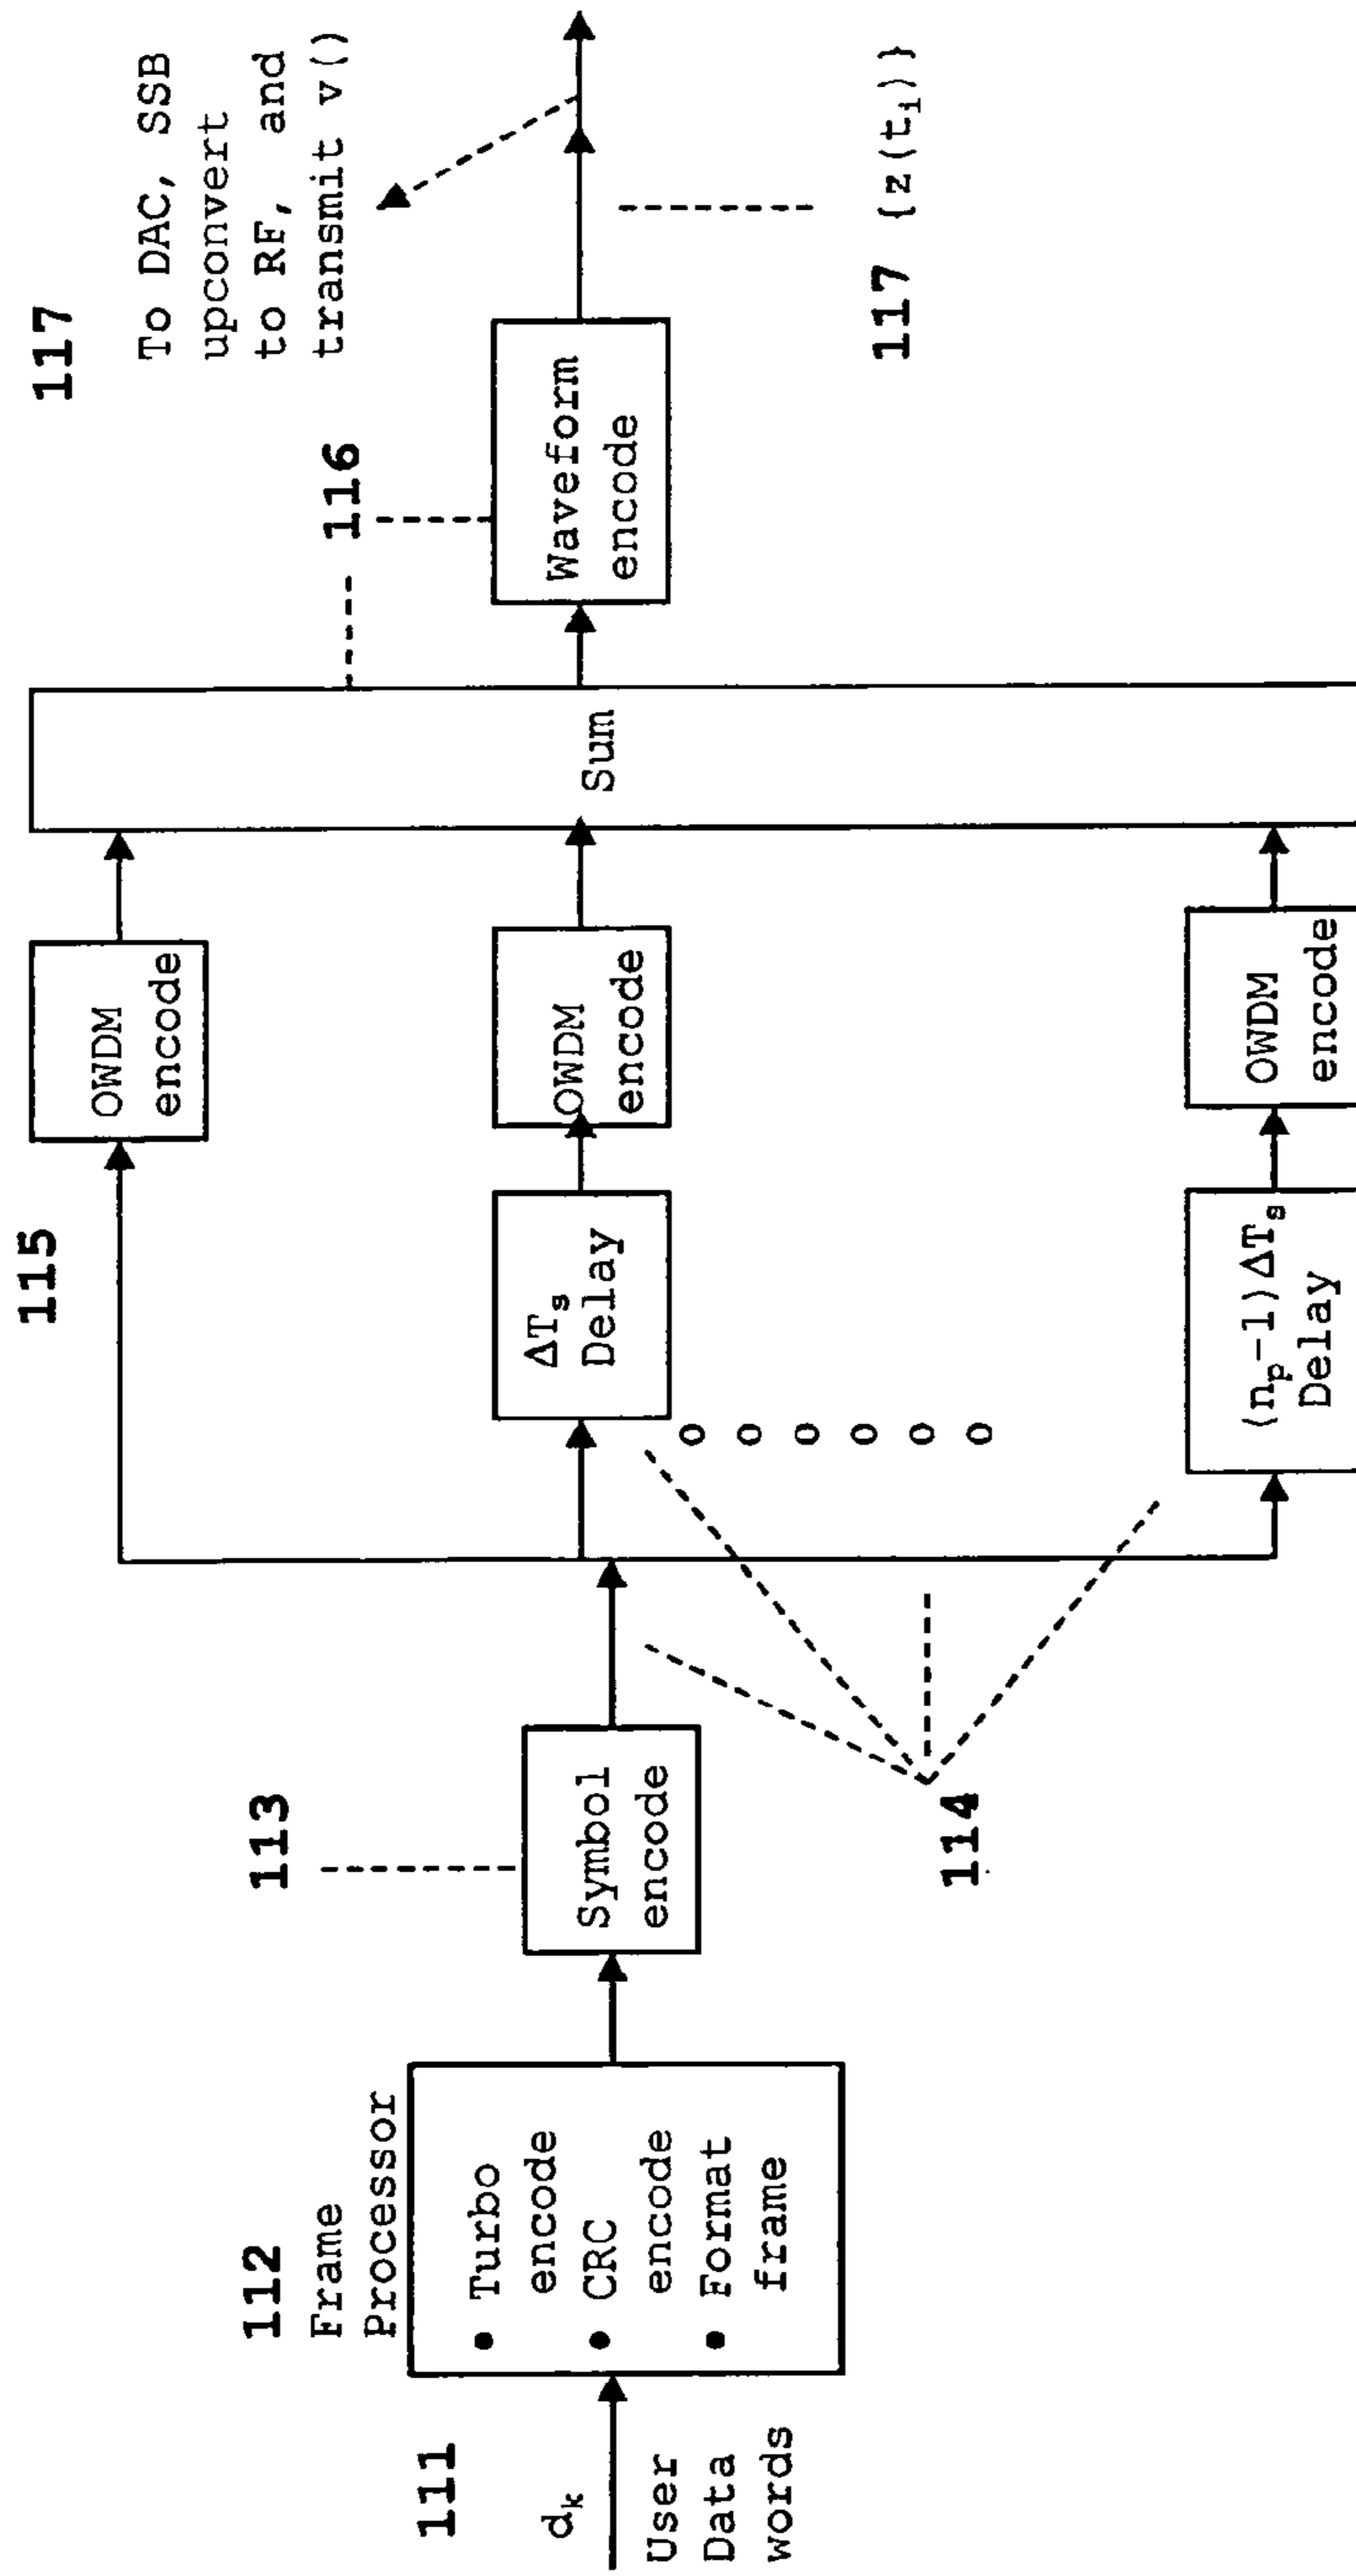 111
d_k
User
Data
words
112
Frame
Processor
• Turbo
encode
• CRC
encode
• Format
frame
113
Symbol
encode
114
115
OWDM
encode
ΔT_s
Delay
OWDM
encode
o o o o o o
(n_p-1)ΔT_s
Delay
OWDM
encode
Sum
116
Waveform
encode
117
To DAC, SSB
upconvert
to RF, and
transmit v()
117 {z(t_i)}